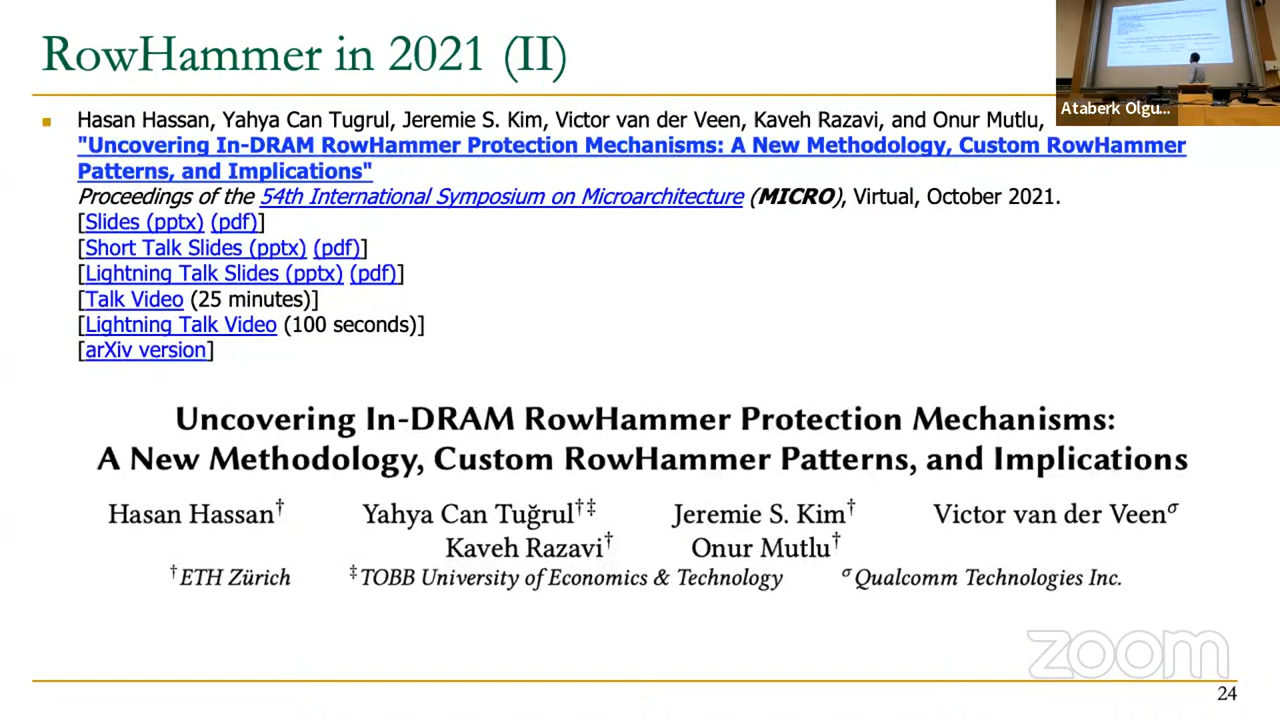 RowHammer in 2021 (II)
Ataberk Olgu...
Hasan Hassan, Yahya Can Tugrul, Jeremie S. Kim, Victor van der Veen, Kaveh Razavi, and Onur Mutlu,
"Uncovering In-DRAM RowHammer Protection Mechanisms: A New Methodology, Custom RowHammer
Patterns, and Implications"
Proceedings of the 54th International Symposium on Microarchitecture (MICRO), Virtual, October 2021.
[Slides (pptx) (pdf)]
[Short Talk Slides (pptx) (pdf)]
[Lightning Talk Slides (pptx) (pdf)]
[Talk Video (25 minutes)]
[Lightning Talk Video (100 seconds)]
[arXiv version]
Uncovering In-DRAM RowHammer Protection Mechanisms:
A New Methodology, Custom RowHammer Patterns, and Implications
Hasan Hassan† Yahya Can Tuğrul†‡ Jeremie S. Kim† Victor van der Veenσ
Kaveh Razavi† Onur Mutlu†
†ETH Zürich ‡TOBB University of Economics & Technology σQualcomm Technologies Inc.
zoom
24